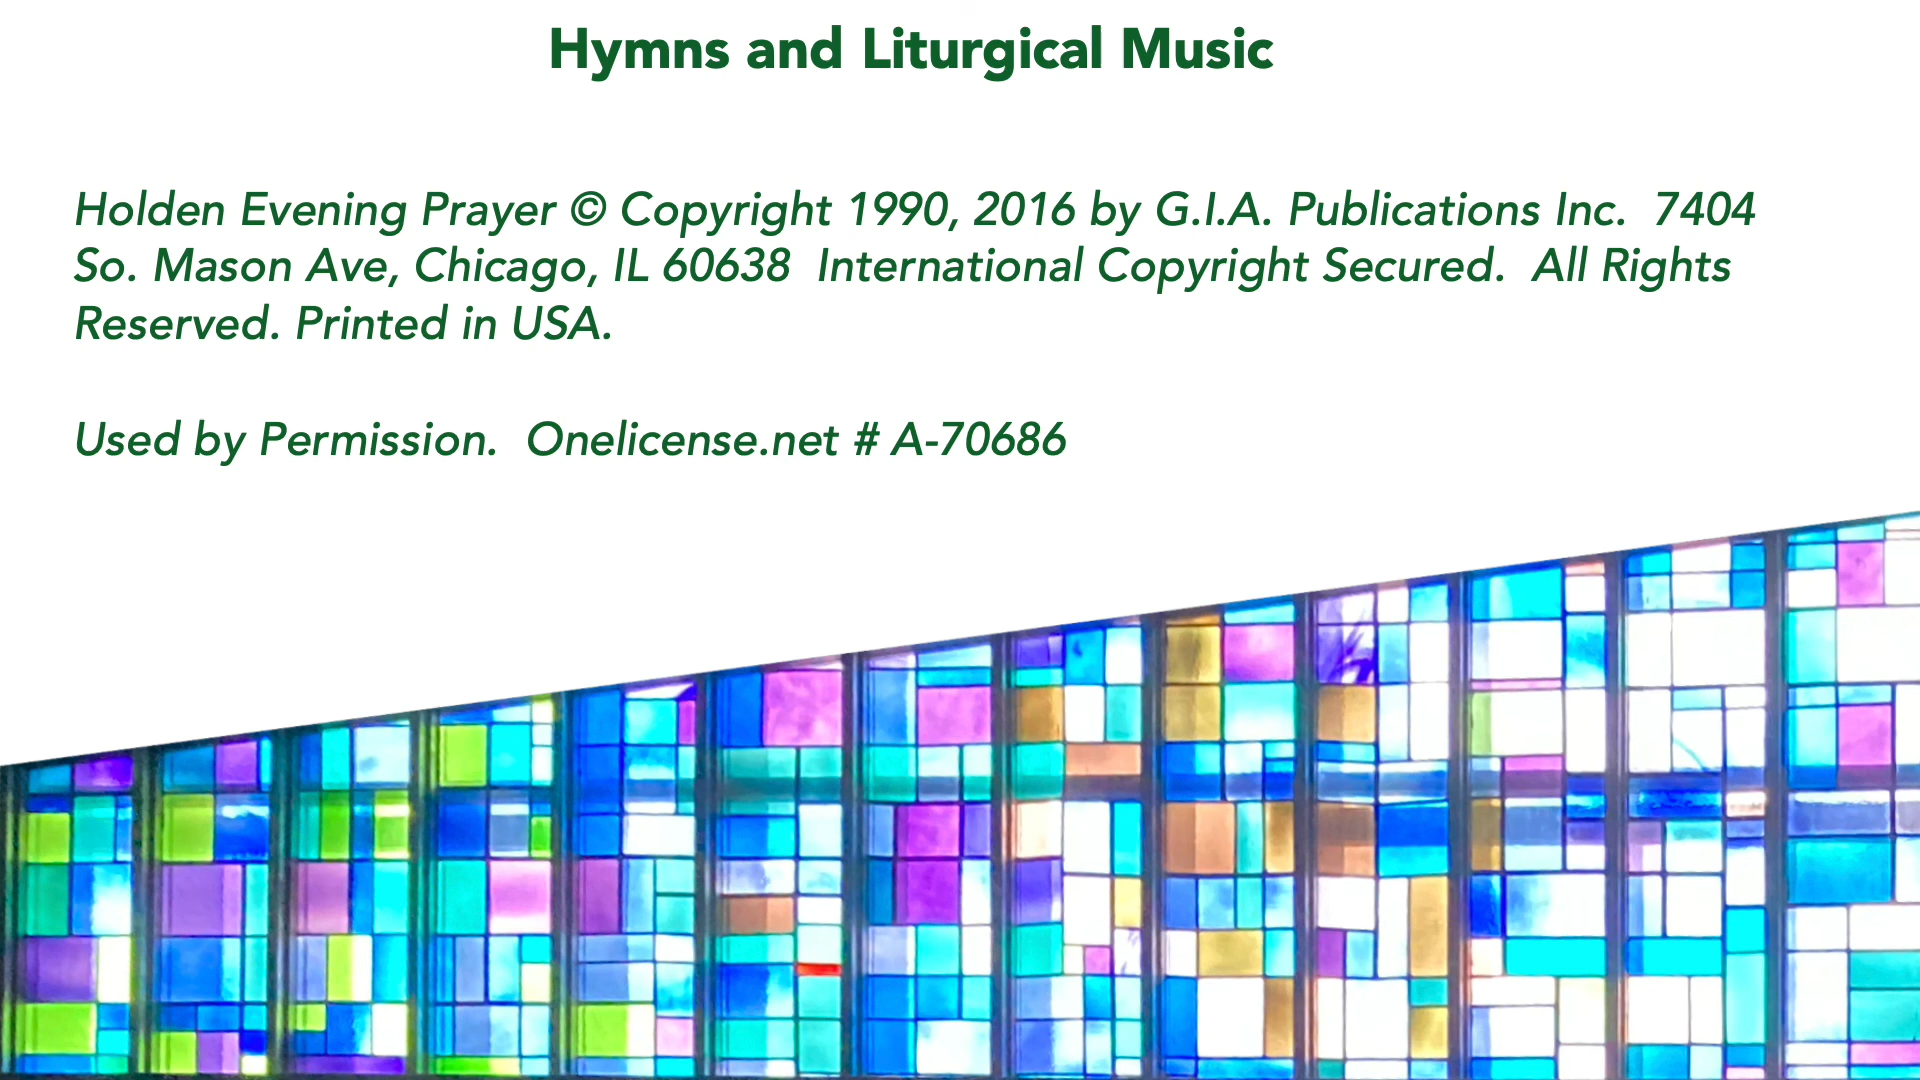 Hymns and Liturgical Music
Holden Evening Prayer © Copyright 1990, 2016 by G.I.A. Publications Inc.  7404
So. Mason Ave, Chicago, IL 60638  International Copyright Secured.  All Rights
Reserved. Printed in USA.
Used by Permission.  Onelicense.net # A-70686